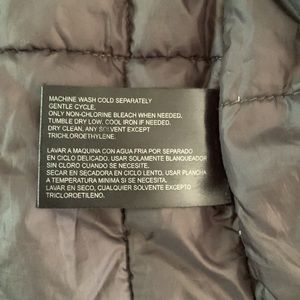 MACHINE WASH COLD SEPARATELY
GENTLE CYCLE.
ONLY NON-CHLORINE BLEACH WHEN NEEDED.
TUMBLE DRY LOW. COOL IRON IF NEEDED.
DRY CLEAN, ANY SOLVENT EXCEPT
TRICHLOROETHYLENE.
LAVAR A MAQUINA CON AGUA FRIA POR SEPARADO
EN CICLO DELICADO. USAR SOLAMENTE BLANQUEADOR
SIN CLORO CUANDO SE NECESITE.
SECAR EN SECADORA EN CICLO LENTO. USAR PLANCHA
A TEMPERATURA MINIMA SI SE NECESITA.
LAVAR EN SECO, CUALQUIER SOLVENTE EXCEPTO
TRICLOROETILENO.